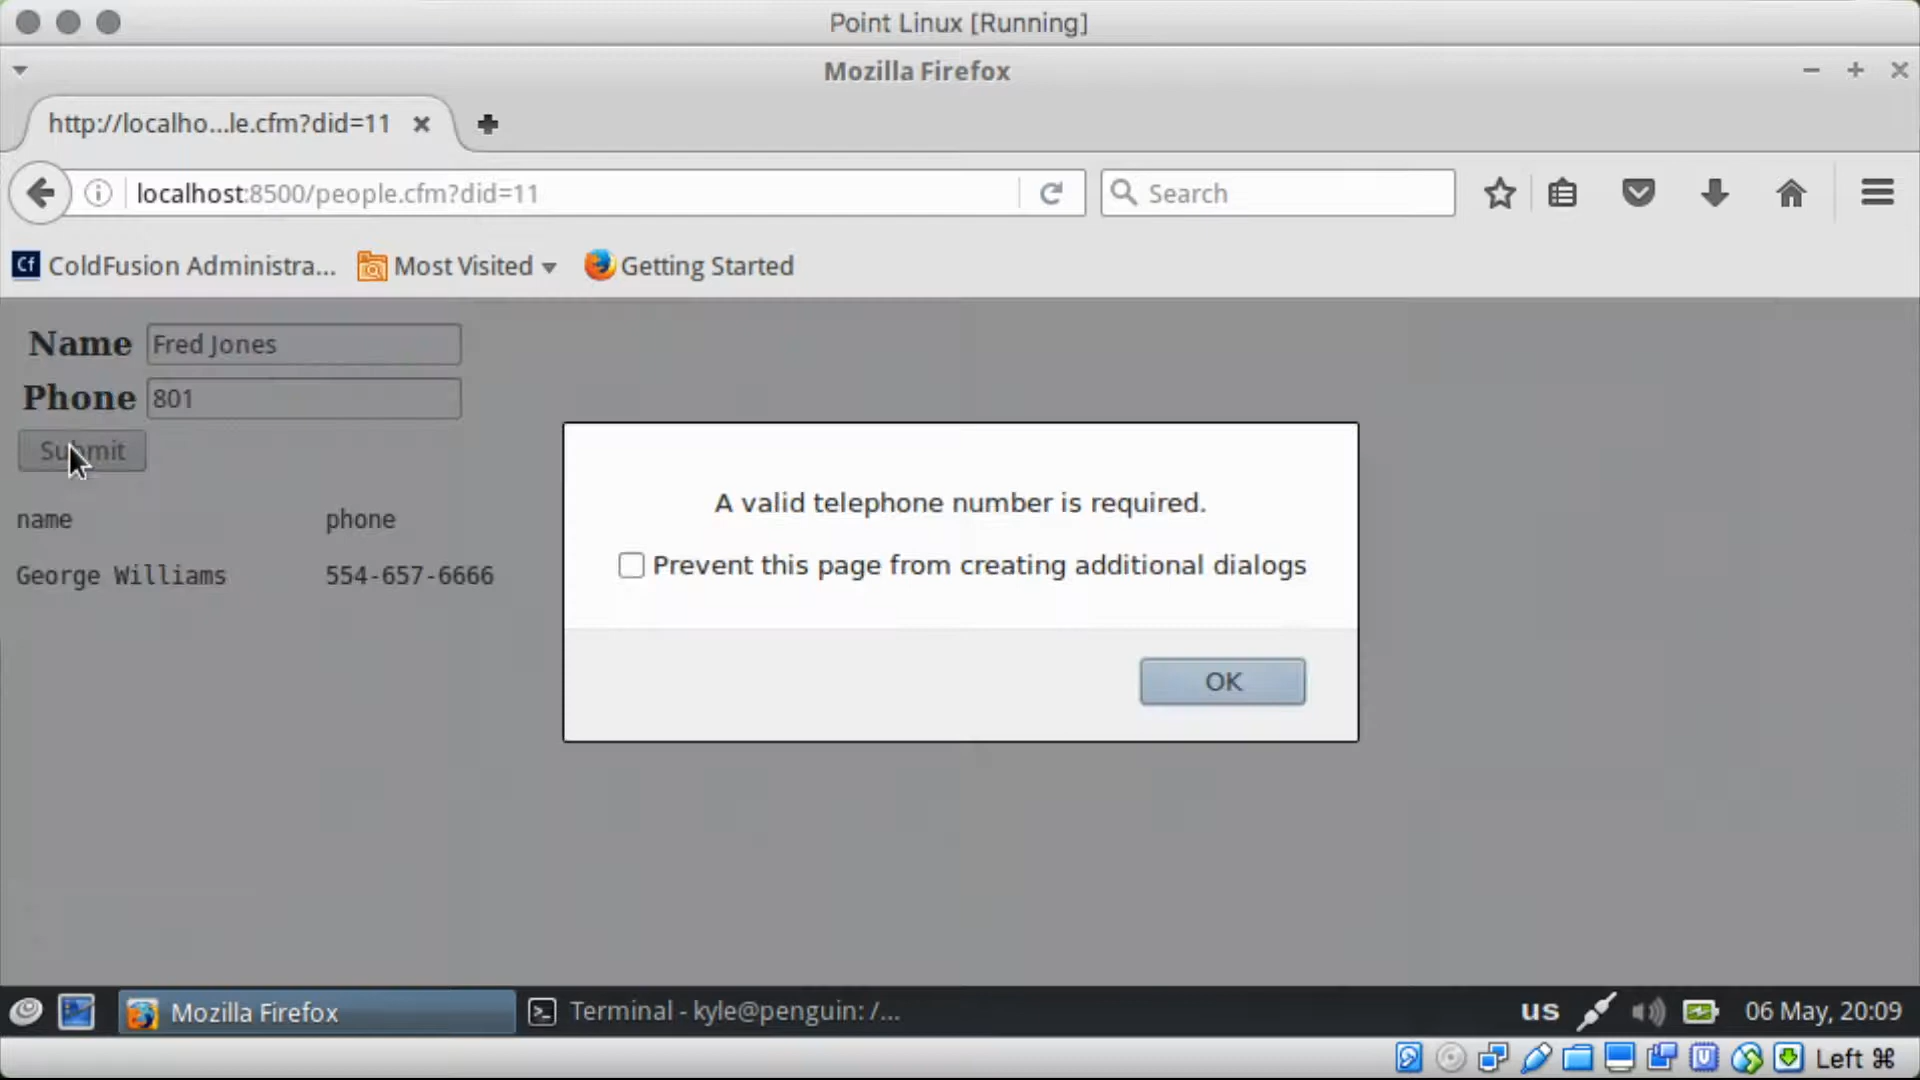 Point Linux [Running]
Mozilla Firefox
http://localho...le.cfm?did=11
localhost:8500/people.cfm?did=11
Search
Cf ColdFusion Administra... Most Visited Getting Started
Name Fred Jones
Phone 801
Submit
name phone
George Williams 554-657-6666
A valid telephone number is required.
Prevent this page from creating additional dialogs
OK
Mozilla Firefox Terminal - kyle@penguin: /... us 06 May, 20:09
Left ⌘